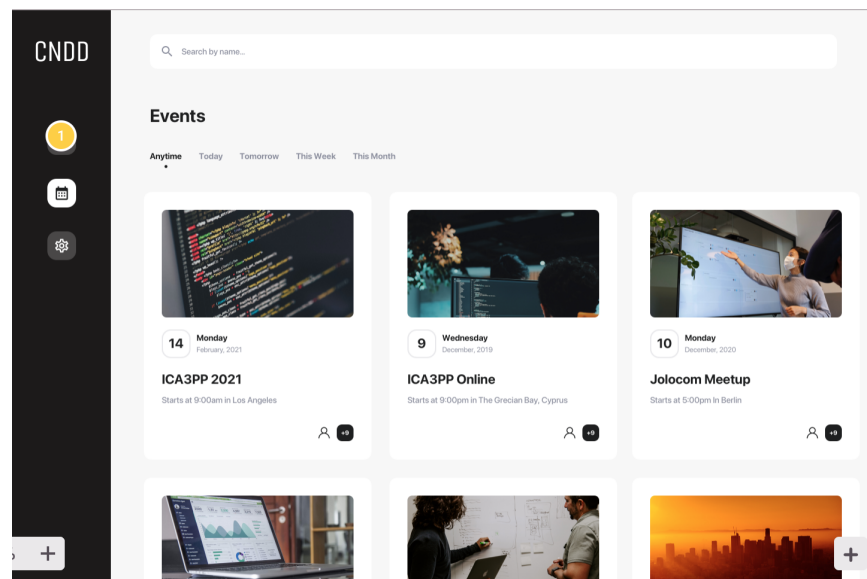 CNDD
Search by name...
1
Events
Anytime Today Tomorrow This Week This Month
14 Monday
February, 2021
ICA3PP 2021
Starts at 9:00am in Los Angeles
+9
9 Wednesday
December, 2019
ICA3PP Online
Starts at 9:00pm in The Grecian Bay, Cyprus
+9
10 Monday
December, 2020
Jolocom Meetup
Starts at 5:00pm In Berlin
+9
+
+